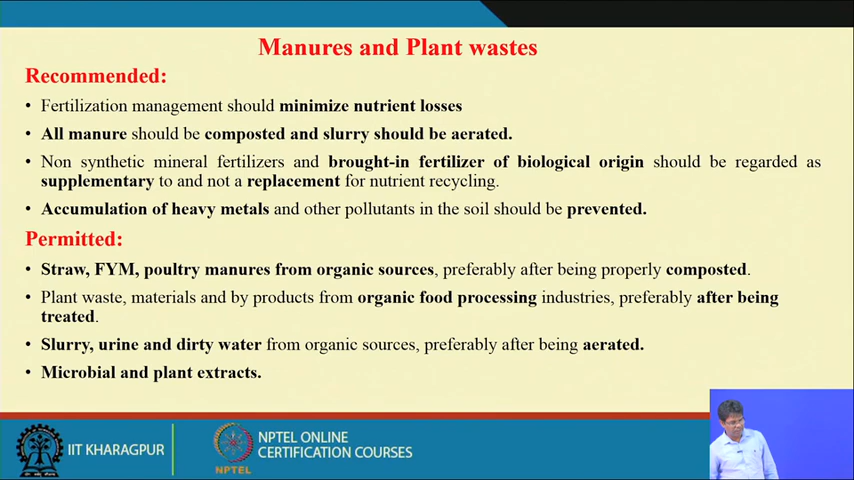 Manures and Plant wastes
Recommended:
• Fertilization management should minimize nutrient losses
• All manure should be composted and slurry should be aerated.
• Non synthetic mineral fertilizers and brought-in fertilizer of biological origin should be regarded as
supplementary to and not a replacement for nutrient recycling.
• Accumulation of heavy metals and other pollutants in the soil should be prevented.
Permitted:
• Straw, FYM, poultry manures from organic sources, preferably after being properly composted.
• Plant waste, materials and by products from organic food processing industries, preferably after being
treated.
• Slurry, urine and dirty water from organic sources, preferably after being aerated.
• Microbial and plant extracts.
IIT KHARAGPUR
NPTEL
NPTEL ONLINE
CERTIFICATION COURSES